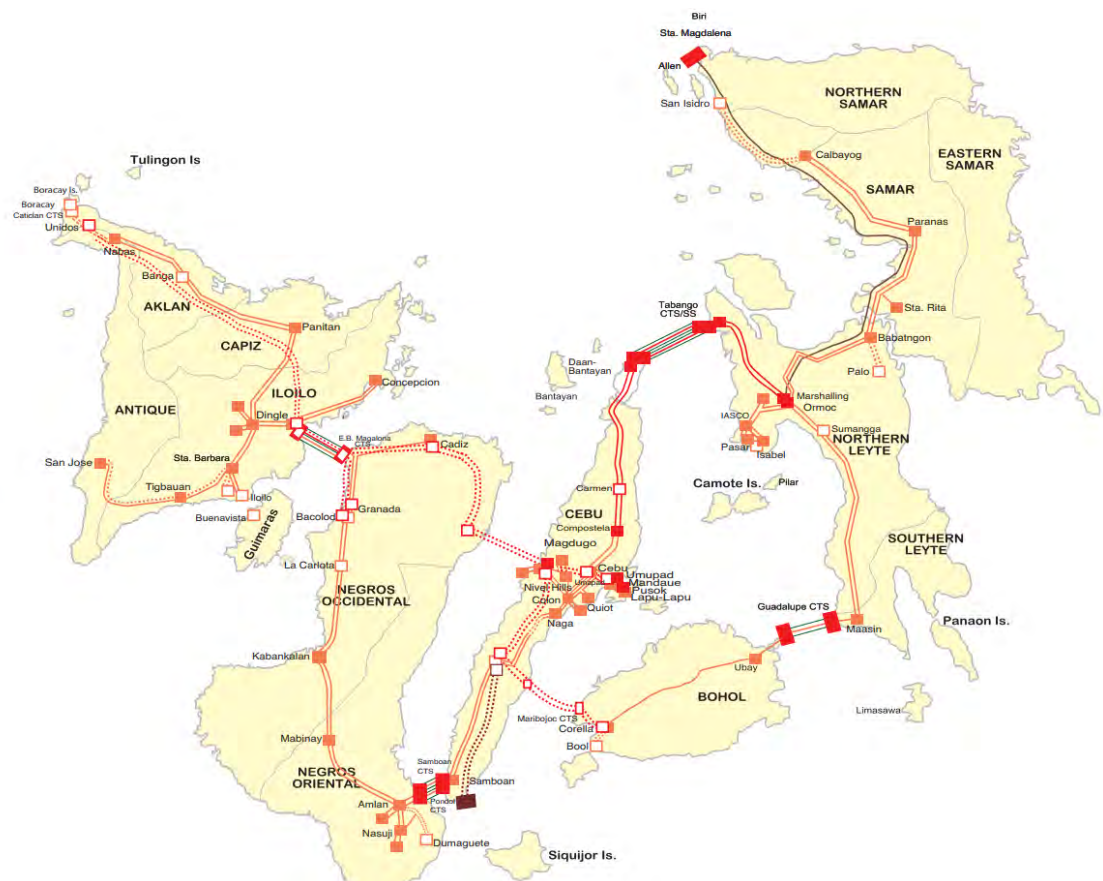 Biri
Sta. Magdalena
Allen
San Isidro
NORTHERN
SAMAR
EASTERN
SAMAR
Calbayog
SAMAR
Paranas
Sta. Rita
Babatngon
Palo
Tulingon Is
Boracay Is.
Boracay
Caticlan CTS
Unidos
Nabas
Banga
AKLAN
Panitan
CAPIZ
ILOILO
Concepcion
ANTIQUE
Dingle
E.B. Magalona
CTS
Cadiz
San Jose
Sta. Barbara
Tigbauan
Iloilo
Buenavista
Guimaras
Bacolod
Granada
La Carlota
NEGROS
OCCIDENTAL
Kabankalan
Mabinay
NEGROS
ORIENTAL
Amlan
Nasuji
Dumaguete
Samboan
CTS
Samboan
CTS
Siquijor Is.
Tabango
CTS/SS
Daan-
Bantayan
Bantayan
Marshalling
Ormoc
IASCO
Pasar
Isabel
Sumangga
NORTHERN
LEYTE
Camote Is.
Pilar
Carmen
CEBU
Compostela
Magdugo
Cebu
Umapad
Mandaue
Pusok
Lapu-Lapu
Colon
Quiot
Naga
SOUTHERN
LEYTE
Guadalupe CTS
Maasin
Panaon Is.
Ubay
BOHOL
Limasawa
Maribojoc CTS
Corella
Bool